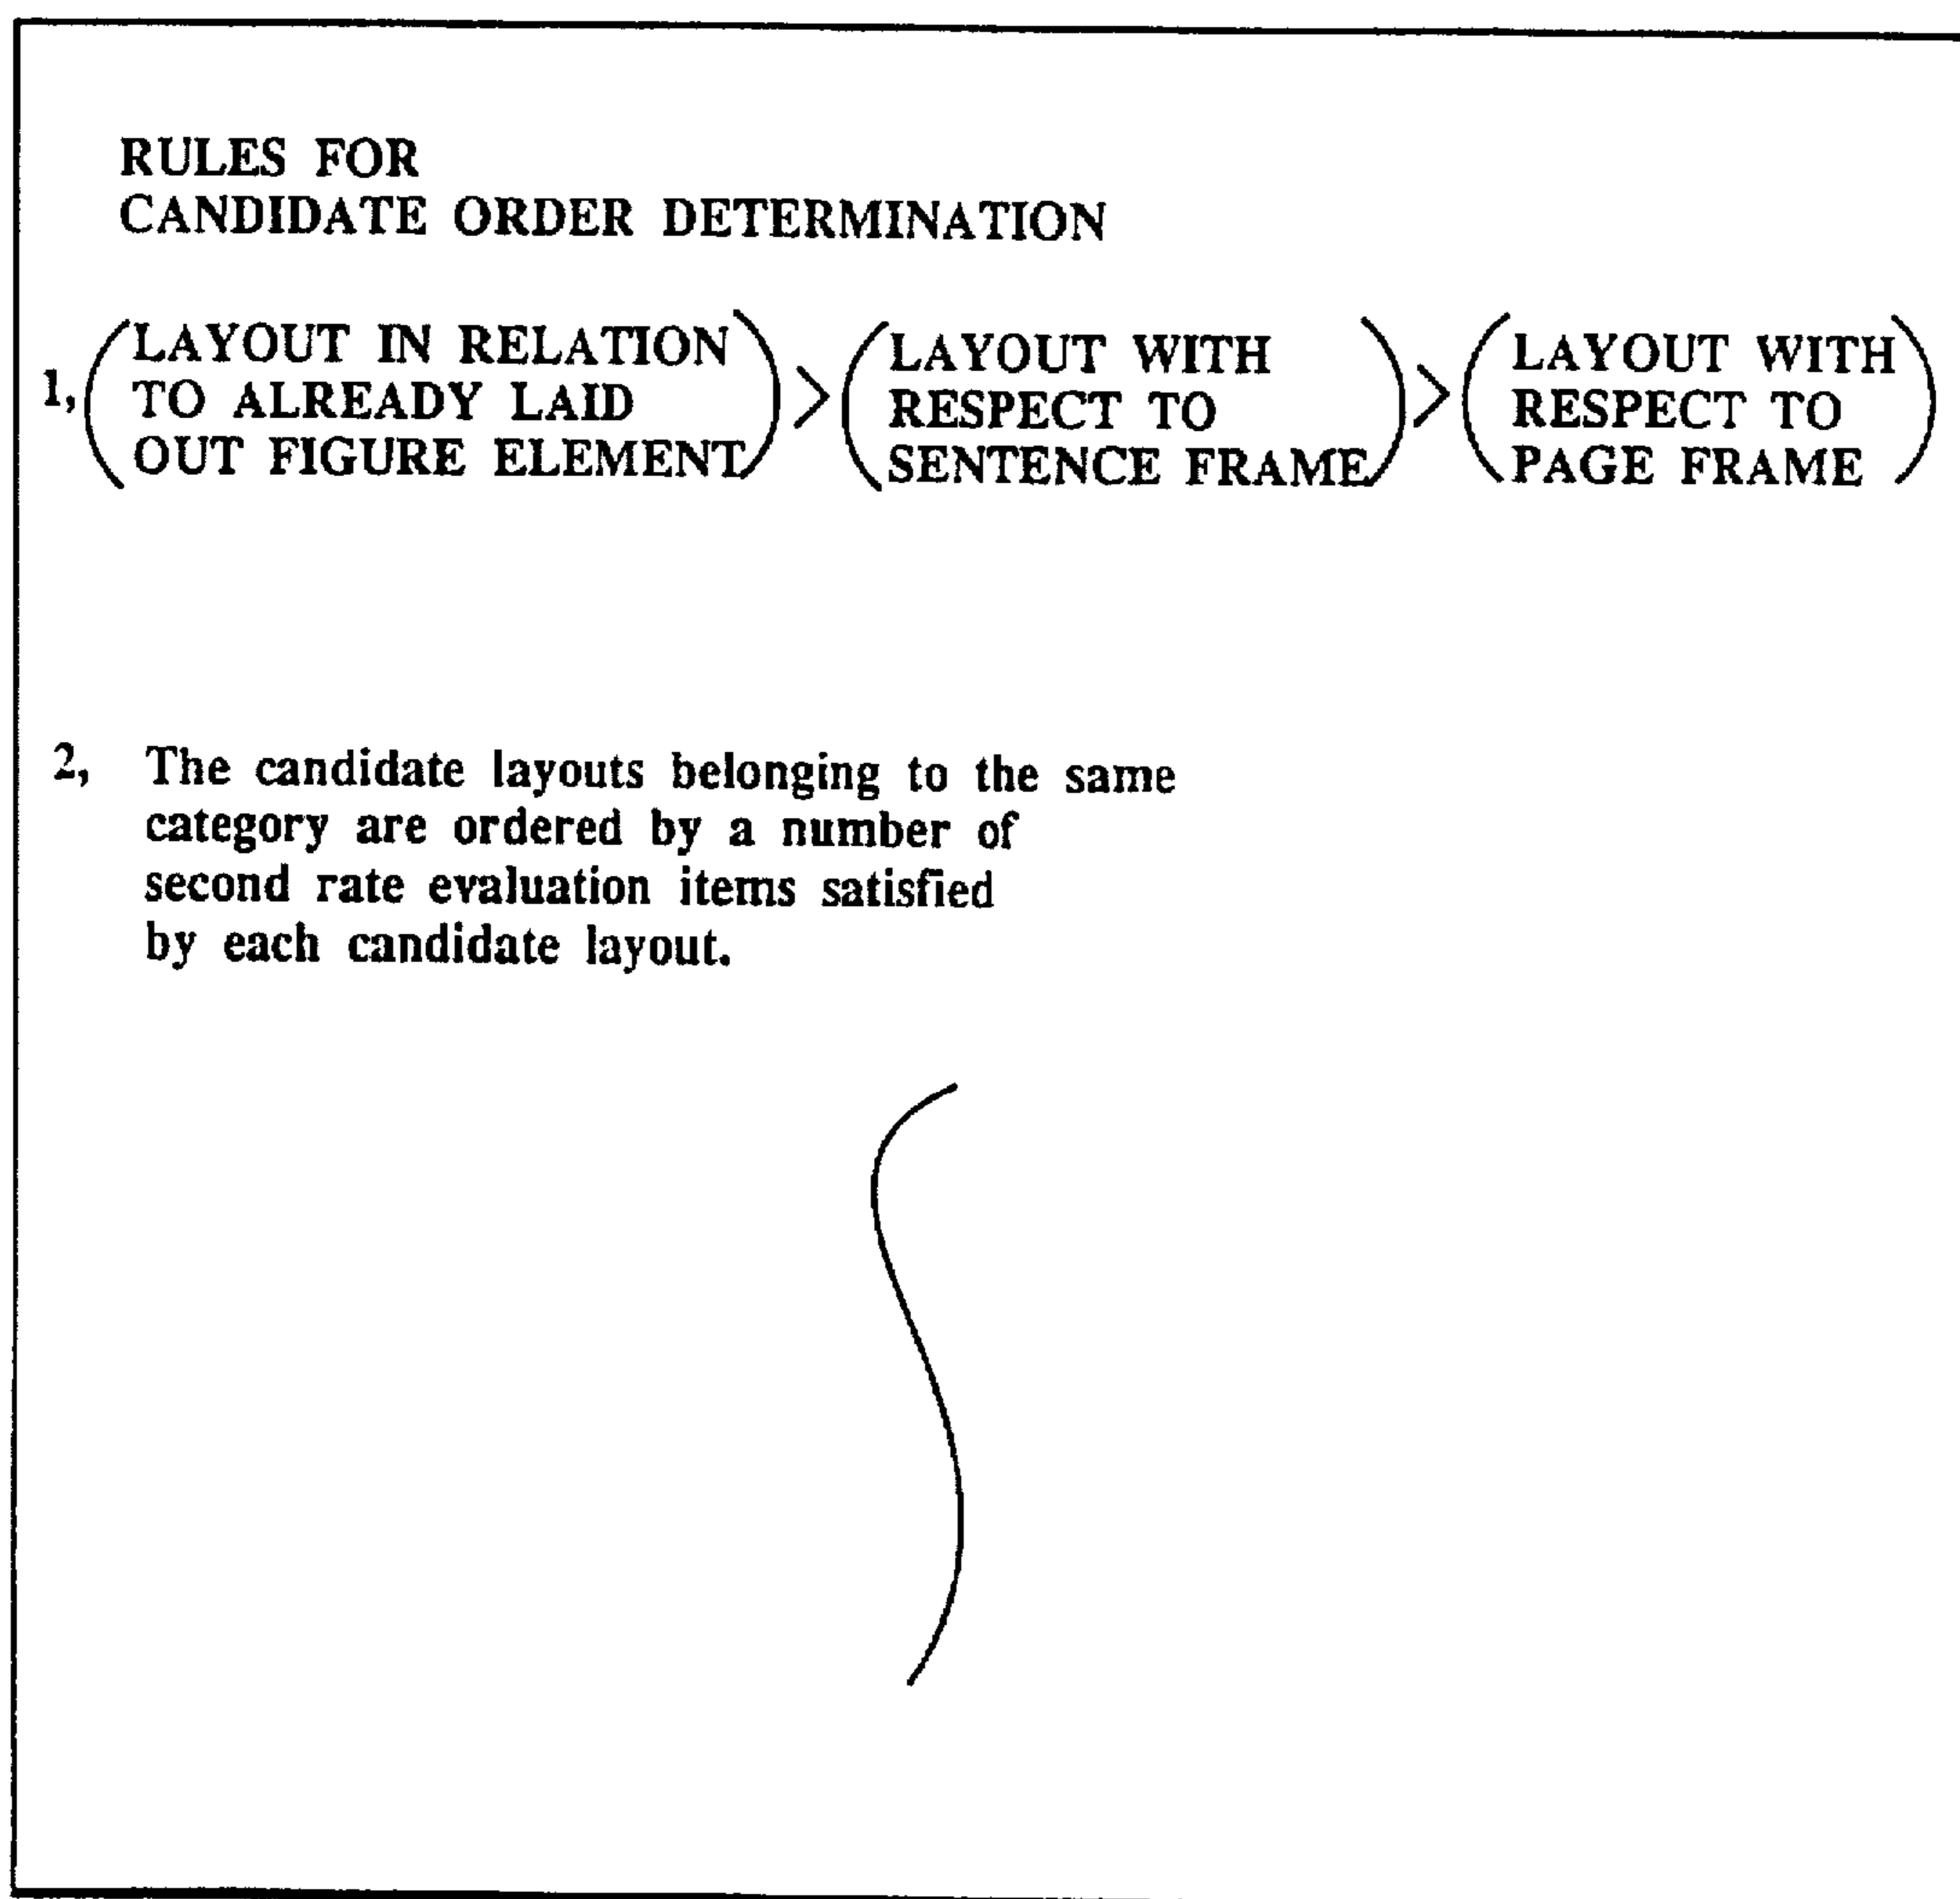 RULES FOR
CANDIDATE ORDER DETERMINATION
1, (LAYOUT IN RELATION
TO ALREADY LAID
OUT FIGURE ELEMENT) >
(LAYOUT WITH
RESPECT TO
SENTENCE FRAME) >
(LAYOUT WITH
RESPECT TO
PAGE FRAME)
2, The candidate layouts belonging to the same
category are ordered by a number of
second rate evaluation items satisfied
by each candidate layout.